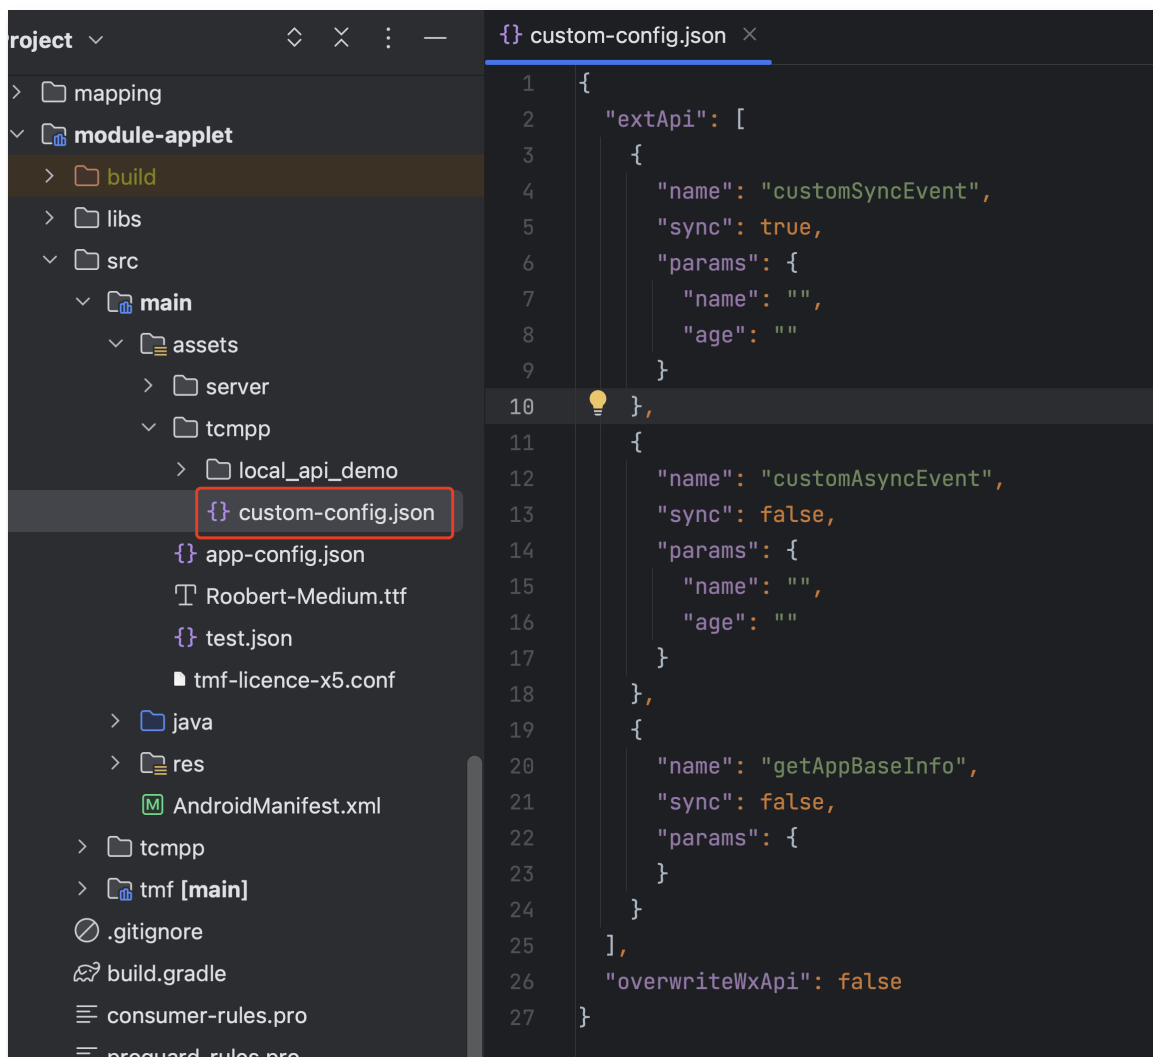 roject
mapping
module-applet
build
libs
src
main
assets
server
tcmpp
local_api_demo
custom-config.json
app-config.json
Roobert-Medium.ttf
test.json
tmf-licence-x5.conf
java
res
AndroidManifest.xml
tcmpp
tmf [main]
.gitignore
build.gradle
consumer-rules.pro
proguard-rules.pro
{} custom-config.json
1 {
2 "extApi": [
3 {
4 "name": "customSyncEvent",
5 "sync": true,
6 "params": {
7 "name": "",
8 "age": ""
9 }
10 },
11 {
12 "name": "customAsyncEvent",
13 "sync": false,
14 "params": {
15 "name": "",
16 "age": ""
17 }
18 },
19 {
20 "name": "getAppBaseInfo",
21 "sync": false,
22 "params": {
23 }
24 }
25 ],
26 "overwriteWxApi": false
27 }